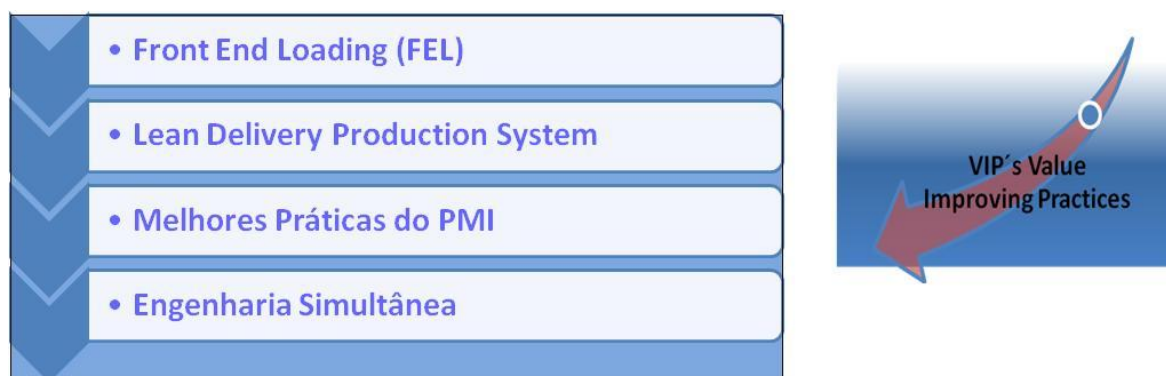 • Front End Loading (FEL)
• Lean Delivery Production System
• Melhores Práticas do PMI
• Engenharia Simultânea
VIP´s Value
Improving Practices